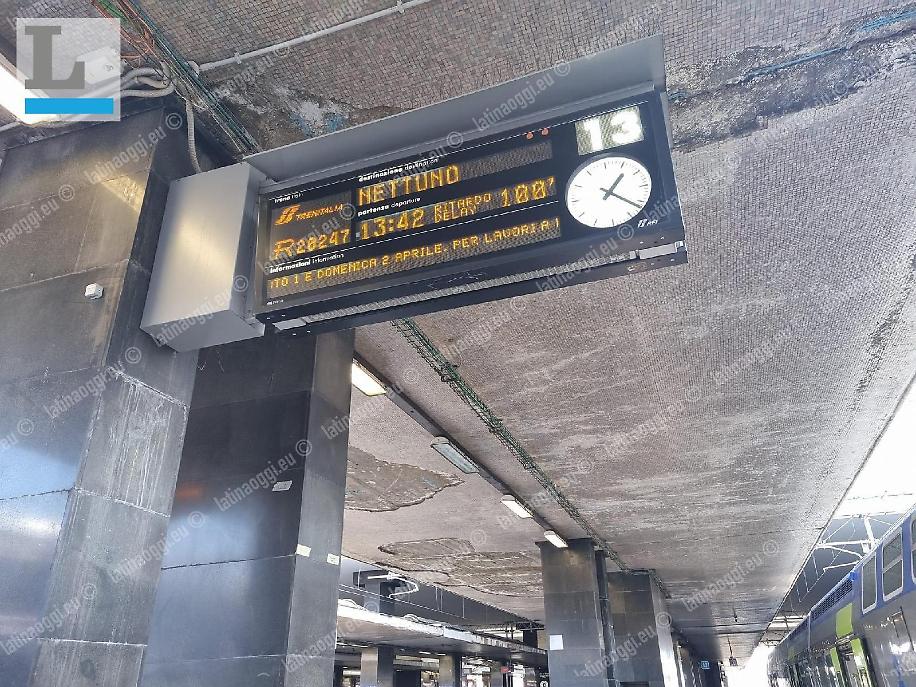 L
13
treno train
destinazione destination
NETTUNO
TRENITALIA
partenza departure
R 20247 13:42 RITARDO DELAY 100'
informazioni information
TO 1 E DOMENICA 2 APRILE, PER LAVORI A
latinaoggi.eu ©